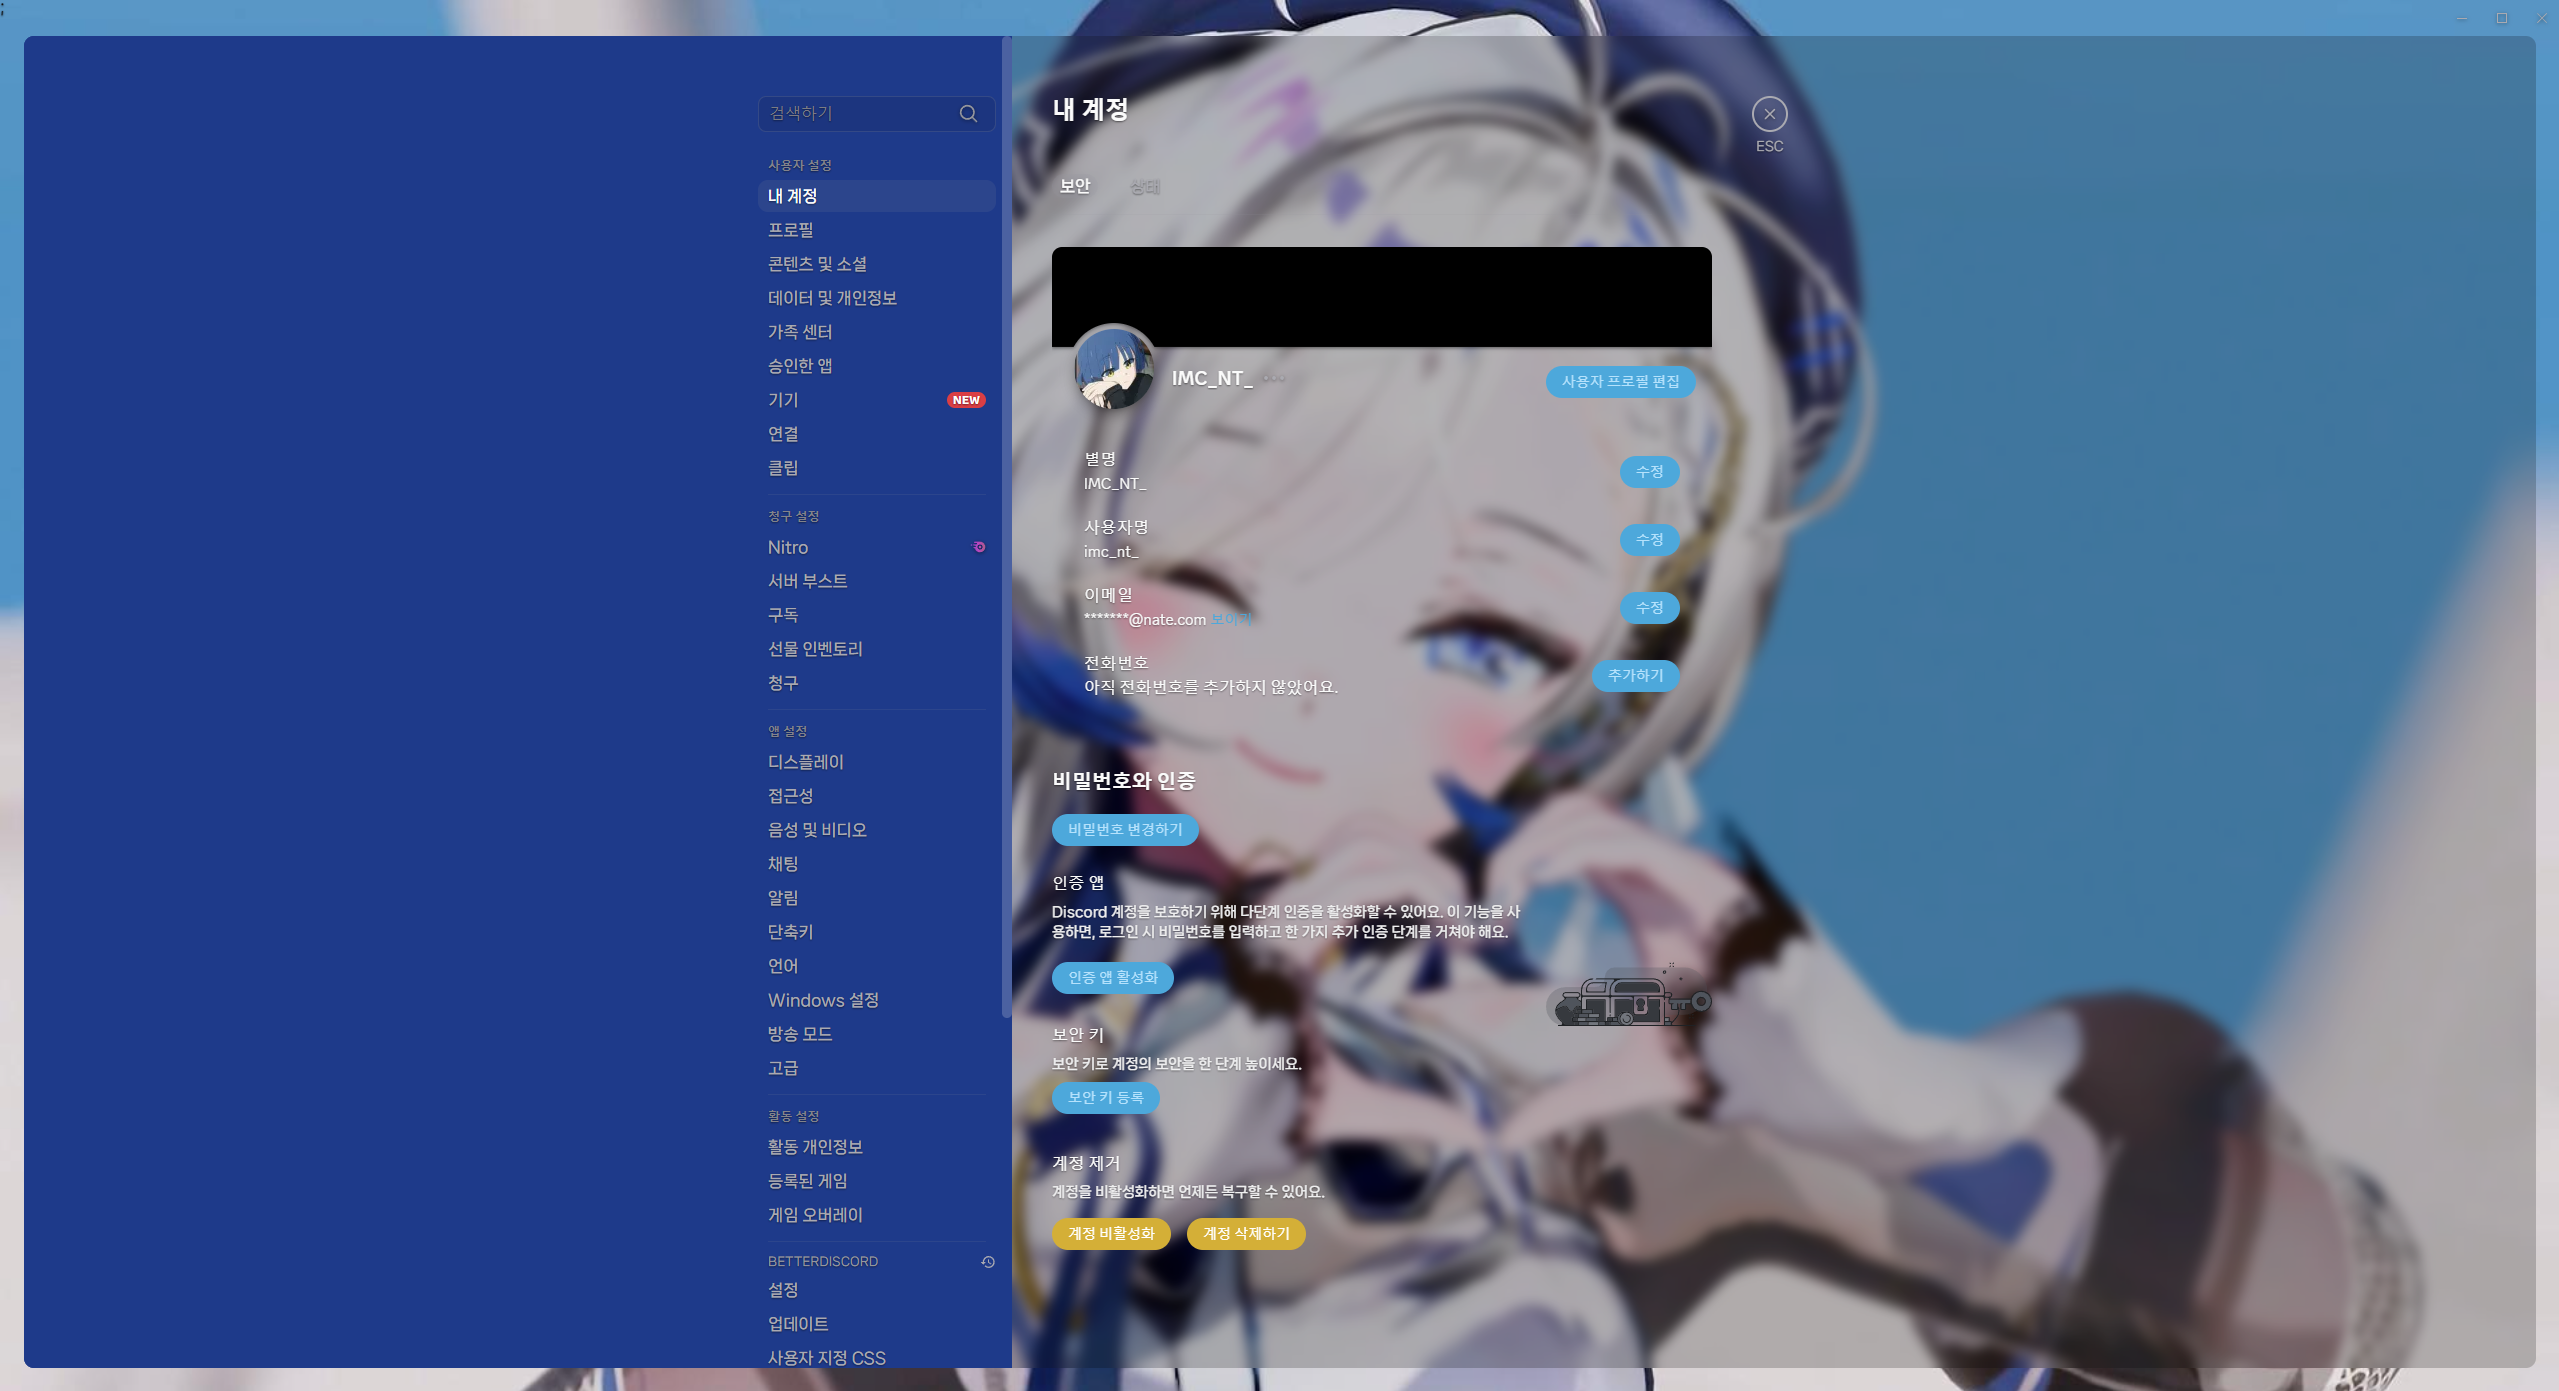 ;
검색하기
사용자 설정
내 계정
프로필
콘텐츠 및 소셜
데이터 및 개인정보
가족 센터
승인한 앱
기기
NEW
연결
클립
청구 설정
Nitro
서버 부스트
구독
선물 인벤토리
청구
앱 설정
디스플레이
접근성
음성 및 비디오
채팅
알림
단축키
언어
Windows 설정
방송 모드
고급
활동 설정
활동 개인정보
등록된 게임
게임 오버레이
BETTERDISCORD
설정
업데이트
사용자 지정 CSS
내 계정
ESC
보안
상태
IMC_NT_ ...
사용자 프로필 편집
별명
IMC_NT_
수정
사용자명
imc_nt_
수정
이메일
*******@nate.com 보이기
수정
전화번호
아직 전화번호를 추가하지 않았어요.
추가하기
비밀번호와 인증
비밀번호 변경하기
인증 앱
Discord 계정을 보호하기 위해 다단계 인증을 활성화할 수 있어요. 이 기능을 사
용하면, 로그인 시 비밀번호를 입력하고 한 가지 추가 인증 단계를 거쳐야 해요.
인증 앱 활성화
보안 키
보안 키로 계정의 보안을 한 단계 높이세요.
보안 키 등록
계정 제거
계정을 비활성화하면 언제든 복구할 수 있어요.
계정 비활성화
계정 삭제하기